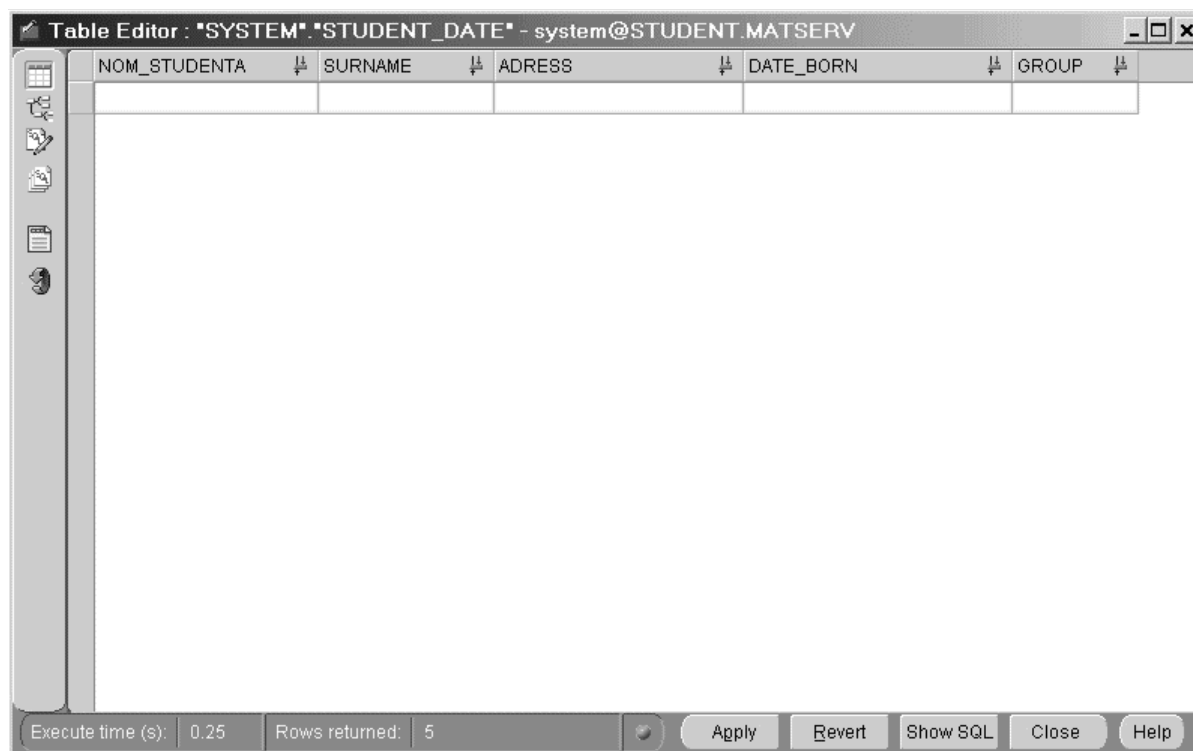 Table Editor : "SYSTEM"."STUDENT_DATE" - system@STUDENT.MATSERV
NOM_STUDENTA SURNAME ADRESS DATE_BORN GROUP
Execute time (s): 0.25 Rows returned: 5 Apply Revert Show SQL Close Help